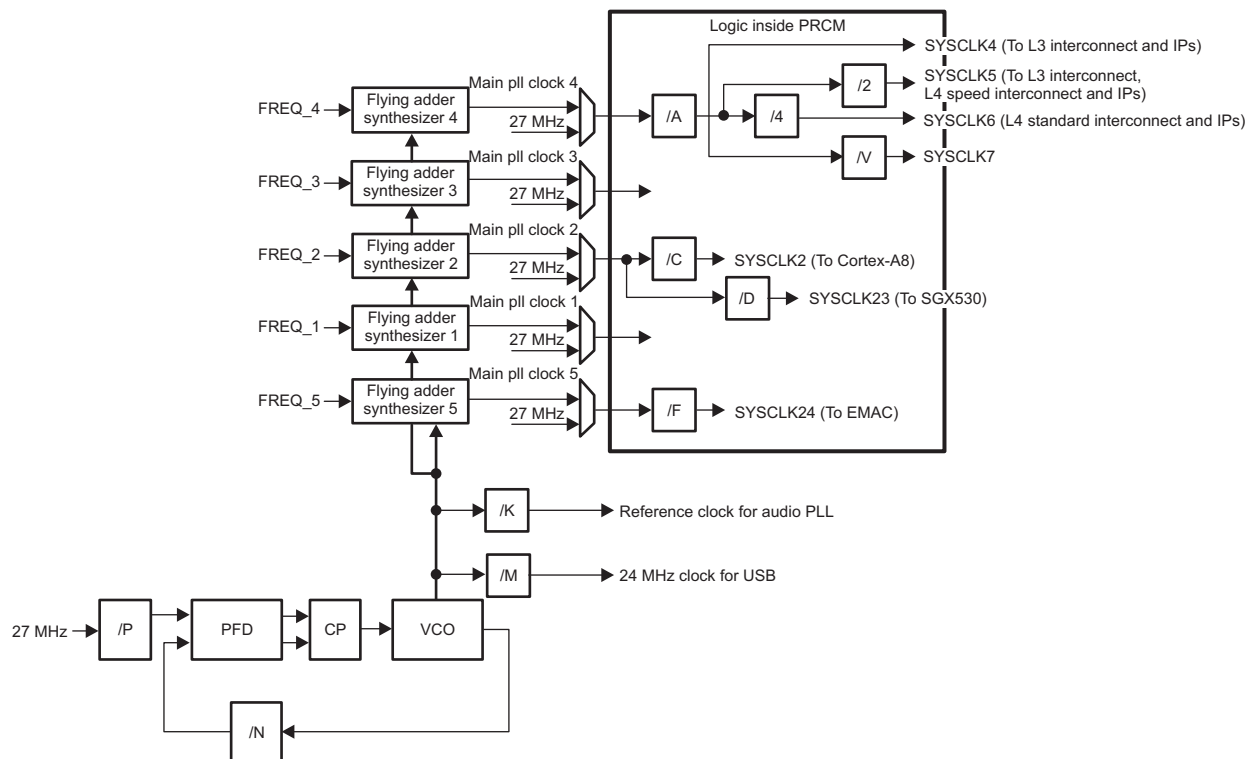 Logic inside PRCM
SYSCLK4 (To L3 interconnect and IPs)
Main pll clock 4
/2
SYSCLK5 (To L3 interconnect,
L4 speed interconnect and IPs)
FREQ_4
Flying adder
synthesizer 4
27 MHz
/A
/4
SYSCLK6 (L4 standard interconnect and IPs)
Main pll clock 3
/V
SYSCLK7
FREQ_3
Flying adder
synthesizer 3
27 MHz
Main pll clock 2
FREQ_2
Flying adder
synthesizer 2
27 MHz
/C
SYSCLK2 (To Cortex-A8)
/D
SYSCLK23 (To SGX530)
Main pll clock 1
FREQ_1
Flying adder
synthesizer 1
27 MHz
Main pll clock 5
FREQ_5
Flying adder
synthesizer 5
27 MHz
/F
SYSCLK24 (To EMAC)
/K
Reference clock for audio PLL
/M
24 MHz clock for USB
27 MHz
/P
PFD
CP
VCO
/N